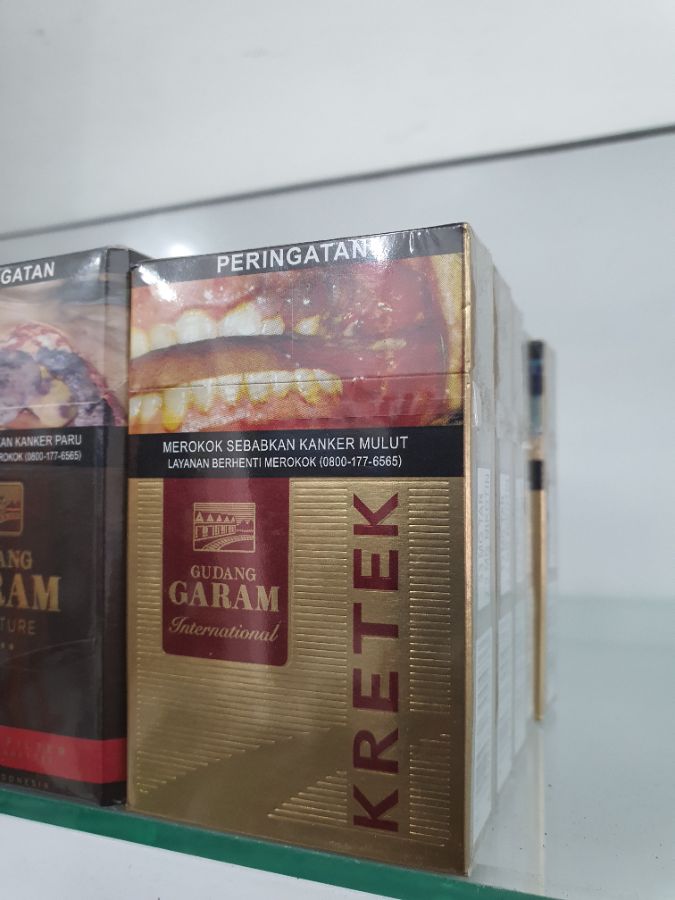 GATAN
AN KANKER PARU
ROKOK (0800-177-6565)
ANG
RAM
TURE
PERINGATAN
MEROKOK SEBABKAN KANKER MULUT
LAYANAN BERHENTI MEROKOK (0800-177-6565)
GUDANG
GARAM
International
KRETEK